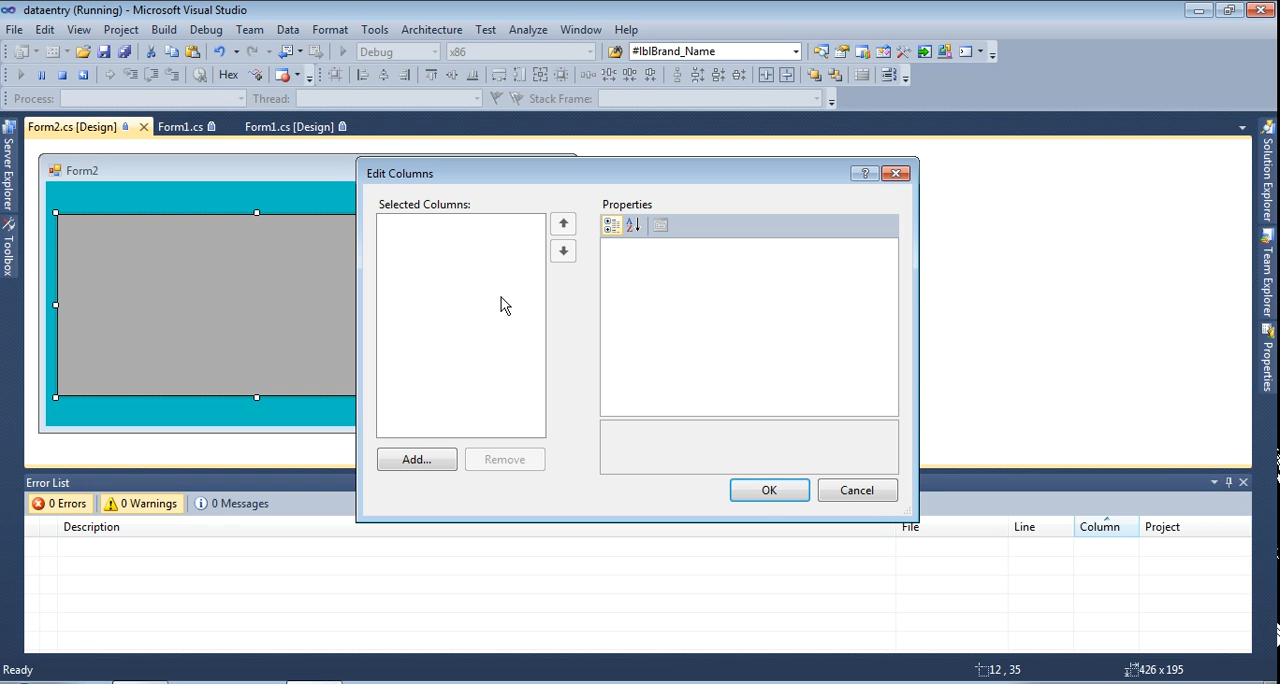 dataentry (Running) - Microsoft Visual Studio
File Edit View Project Build Debug Team Data Format Tools Architecture Test Analyze Window Help
Debug x86 #lblBrand_Name
Hex
Process: Thread: Stack Frame:
Form2.cs [Design] Form1.cs Form1.cs [Design]
Server Explorer
Toolbox
Solution Explorer
Team Explorer
Properties
Form2
Edit Columns
Selected Columns: Properties
Add... Remove
OK Cancel
Error List
0 Errors 0 Warnings 0 Messages
Description File Line Column Project
Ready 12 , 35 426 x 195